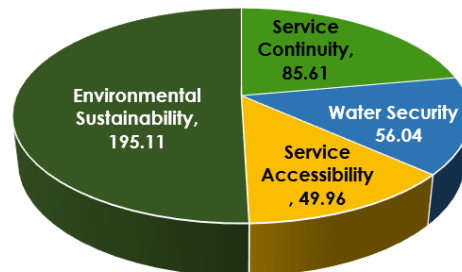 Service
Continuity,
85.61
Environmental
Sustainability,
195.11
Water Security
56.04
Service
Accessibility
, 49.96